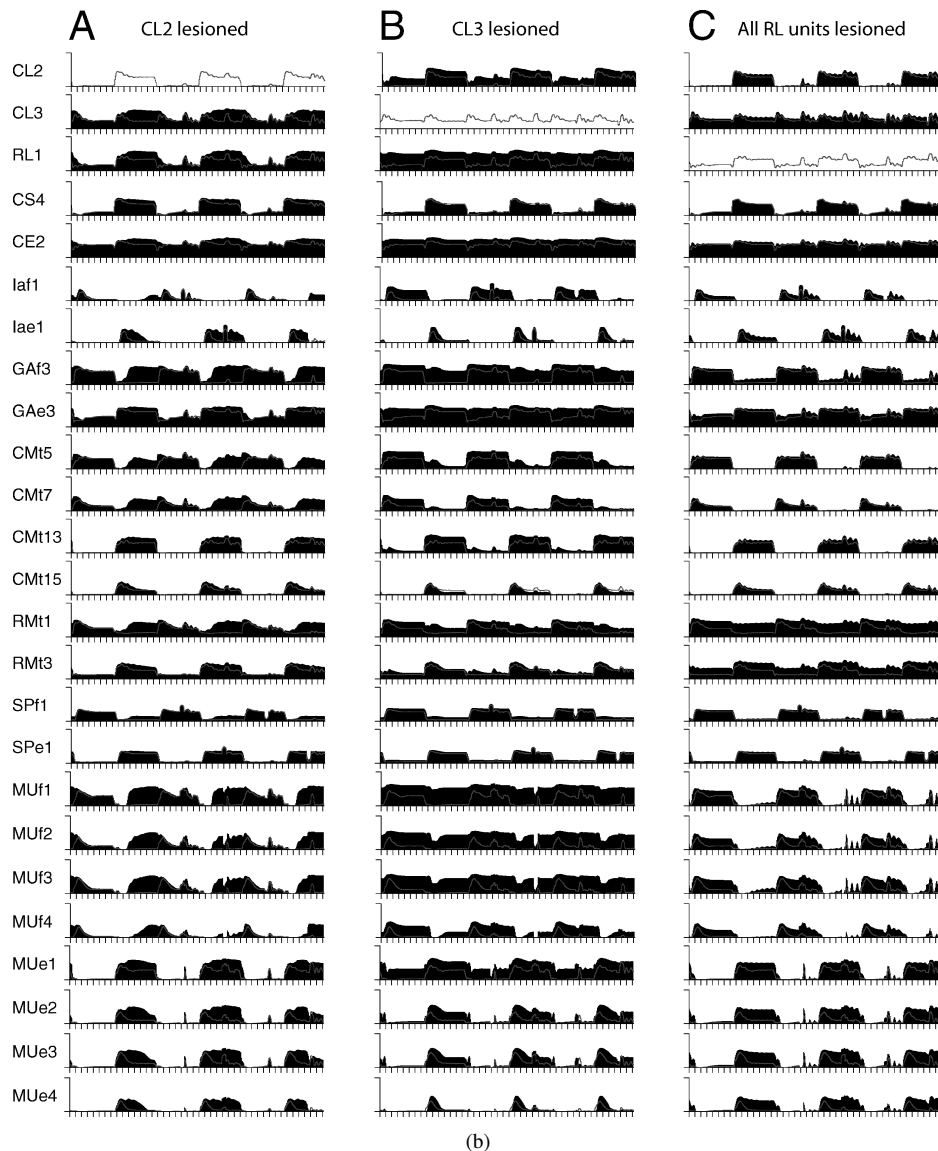 A CL2 lesioned
B CL3 lesioned
C All RL units lesioned
CL2
CL3
RL1
CS4
CE2
Iaf1
Iae1
GAf3
GAe3
CMt5
CMt7
CMt13
CMt15
RMt1
RMt3
SPf1
SPe1
MUf1
MUf2
MUf3
MUf4
MUe1
MUe2
MUe3
MUe4
(b)